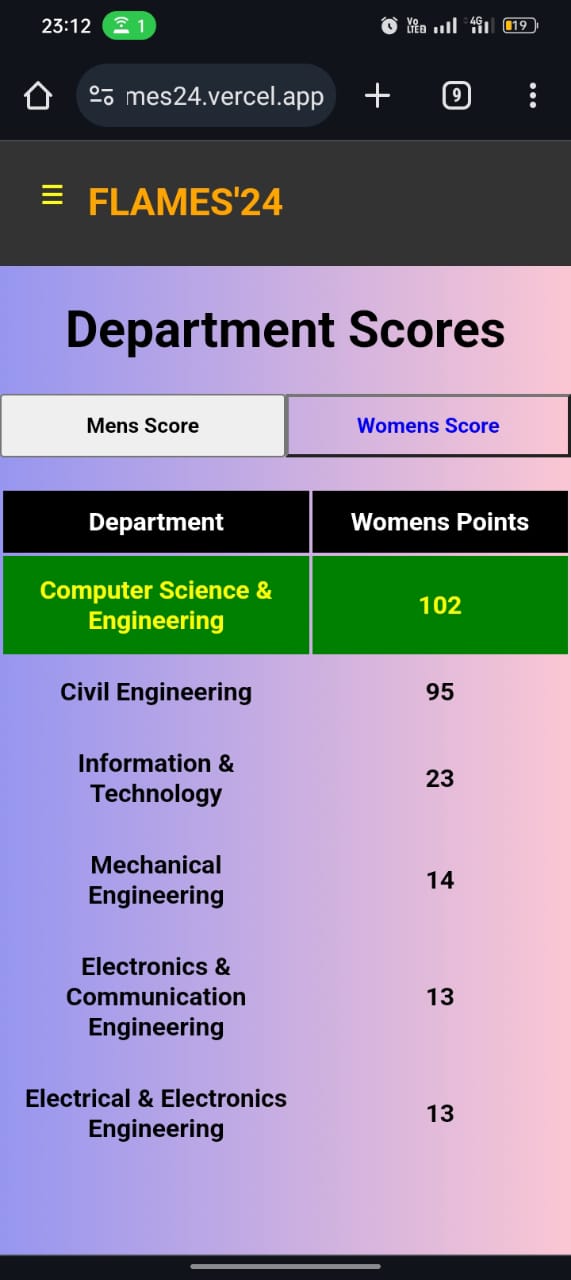 23:12 1 Vo LTE 4G 19
mes24.vercel.app 9
FLAMES'24
Department Scores
Mens Score Womens Score
Department Womens Points
Computer Science &
Engineering 102
Civil Engineering 95
Information &
Technology 23
Mechanical
Engineering 14
Electronics &
Communication 13
Engineering
Electrical & Electronics
Engineering 13